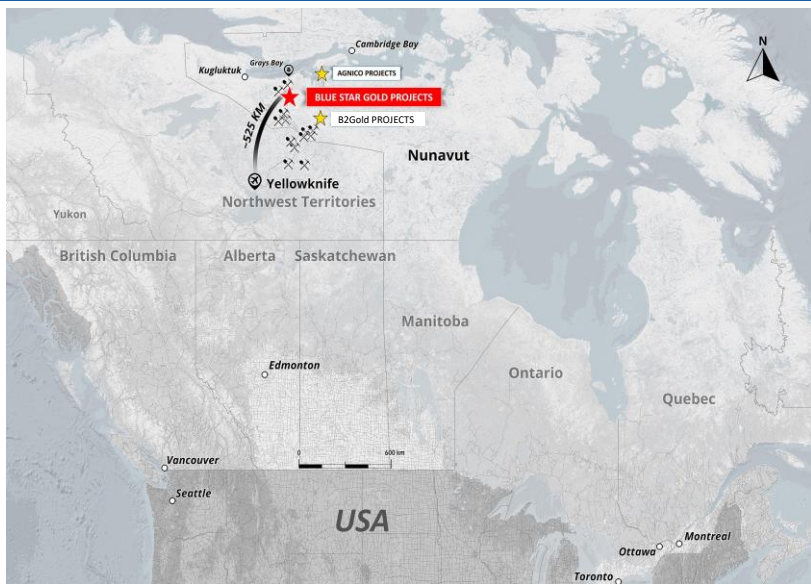 Cambridge Bay
N
Grays Bay
Kugluktuk
AGNICO PROJECTS
BLUE STAR GOLD PROJECTS
B2Gold PROJECTS
~525 KM
Nunavut
Yellowknife
Northwest Territories
Yukon
British Columbia
Alberta
Saskatchewan
Manitoba
Edmonton
Ontario
Quebec
0
600 km
Vancouver
Seattle
USA
Montreal
Ottawa
Toronto